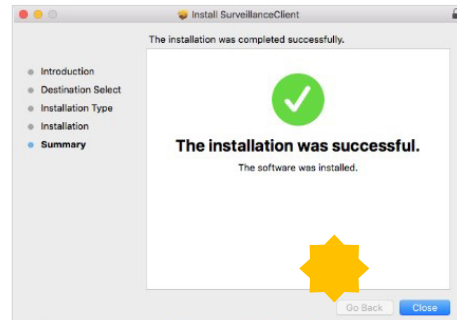 Install SurveillanceClient
The installation was completed successfully.
Introduction
Destination Select
Installation Type
Installation
Summary
The installation was successful.
The software was installed.
Go Back
Close